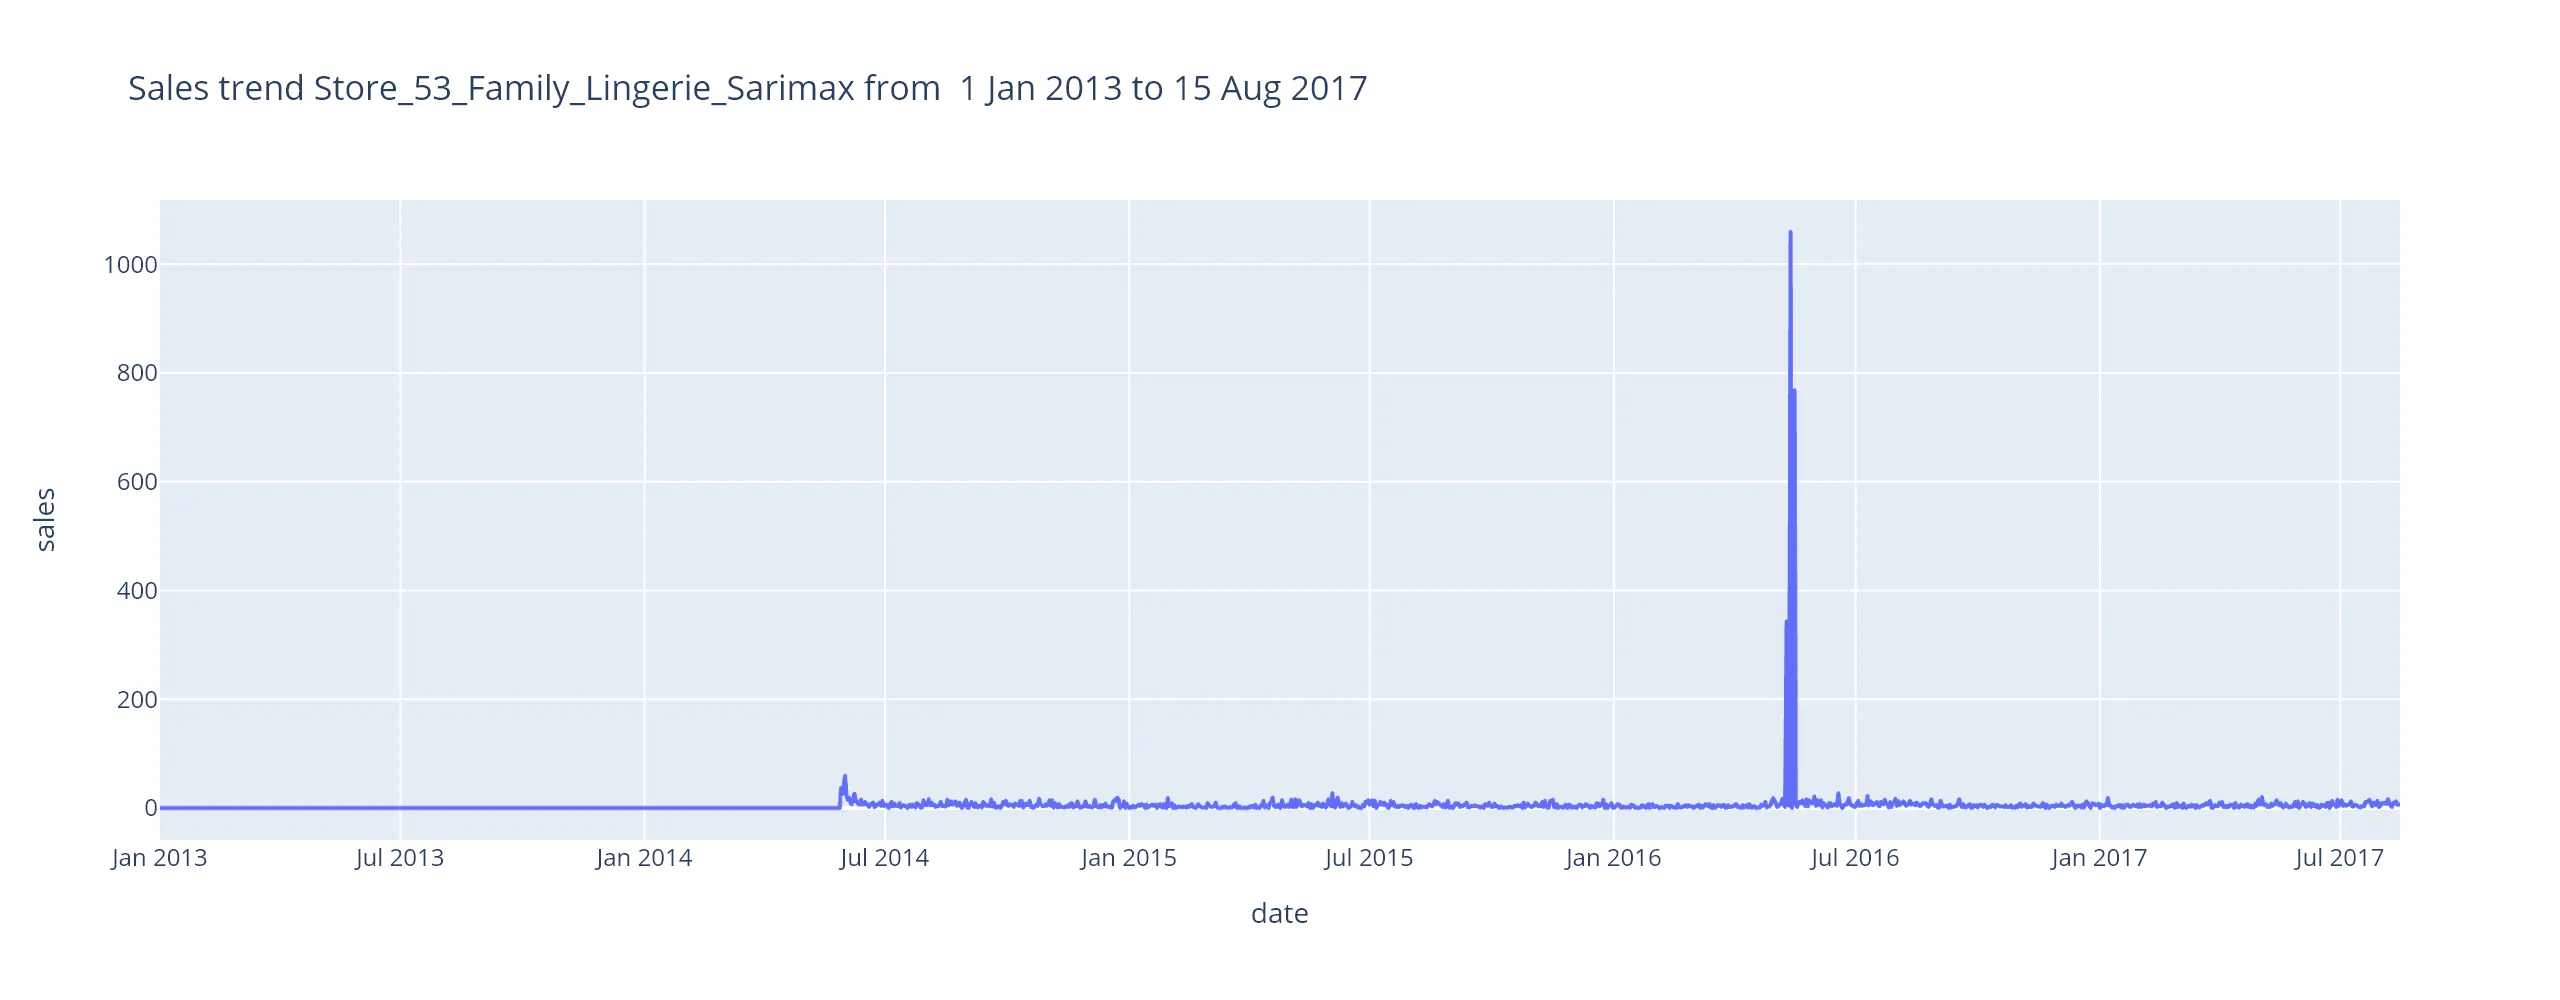 Sales trend Store_53_Family_Lingerie_Sarimax from  1 Jan 2013 to 15 Aug 2017
1000
800
600
400
200
0
sales
Jan 2013 Jul 2013 Jan 2014 Jul 2014 Jan 2015 Jul 2015 Jan 2016 Jul 2016 Jan 2017 Jul 2017
date